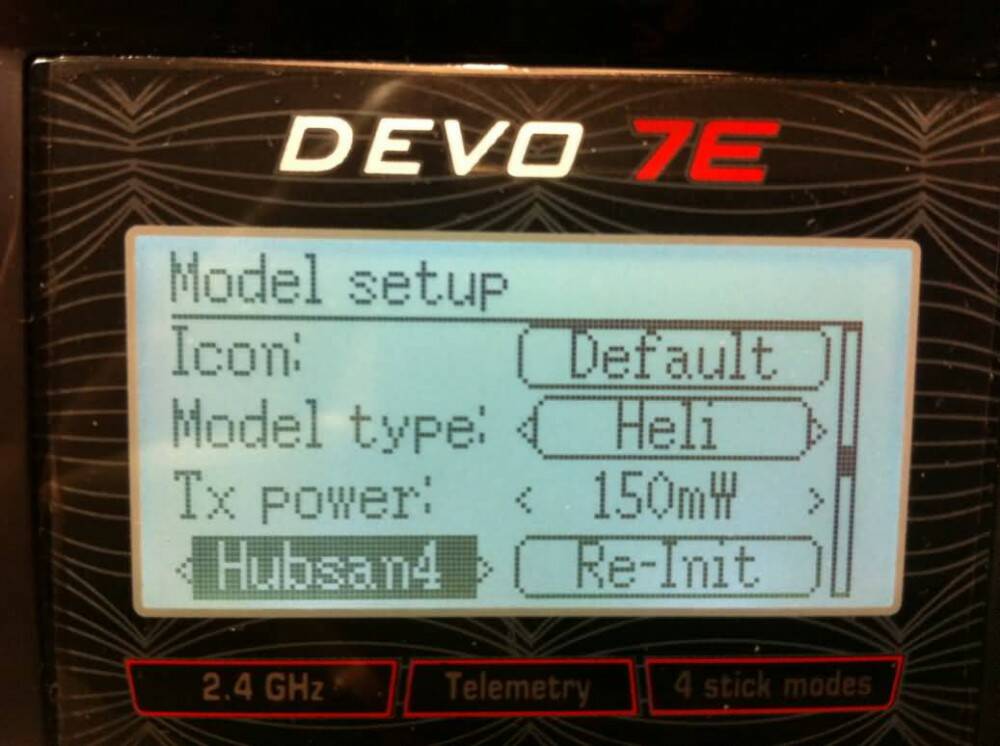 DEVO 7E
Model setup
Icon: Default
Model type: < Heli >
Tx power: < 150mW >
< Hubsan4 > Re-Init
2.4 GHz Telemetry 4 stick modes